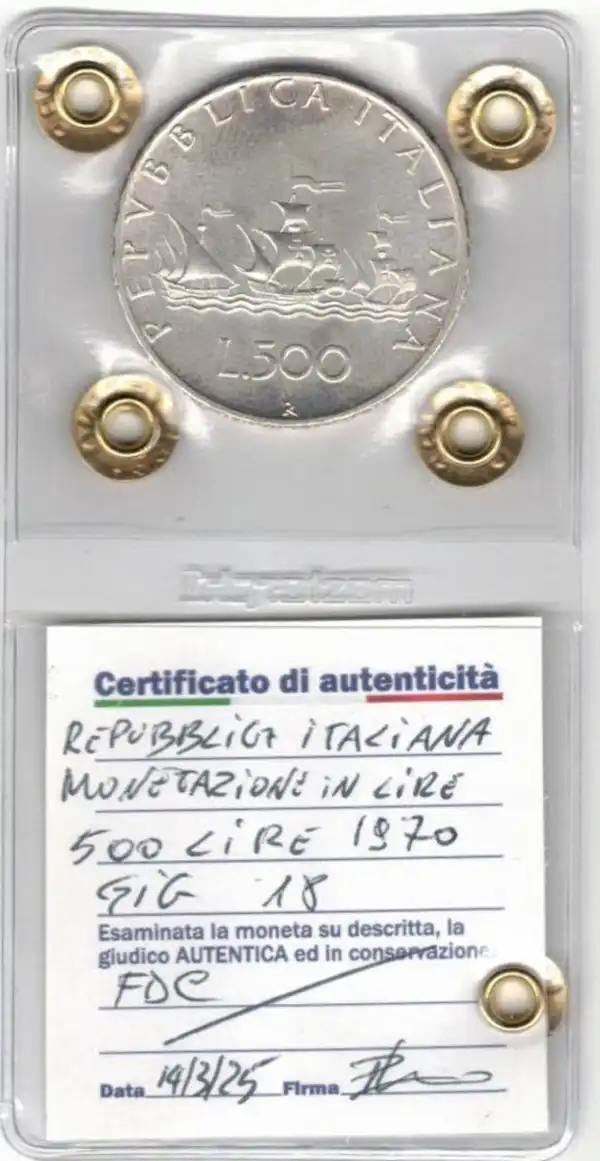 REPVBBLICA ITALIANA
L.500
R
Certificato di autenticità
REPUBBLICA ITALIANA
MONETAZIONE IN LIRE
500 LIRE 1970
GIG 18
Esaminata la moneta su descritta, la
giudico AUTENTICA ed in conservazione
FDC
Data 14/3/25 Firma